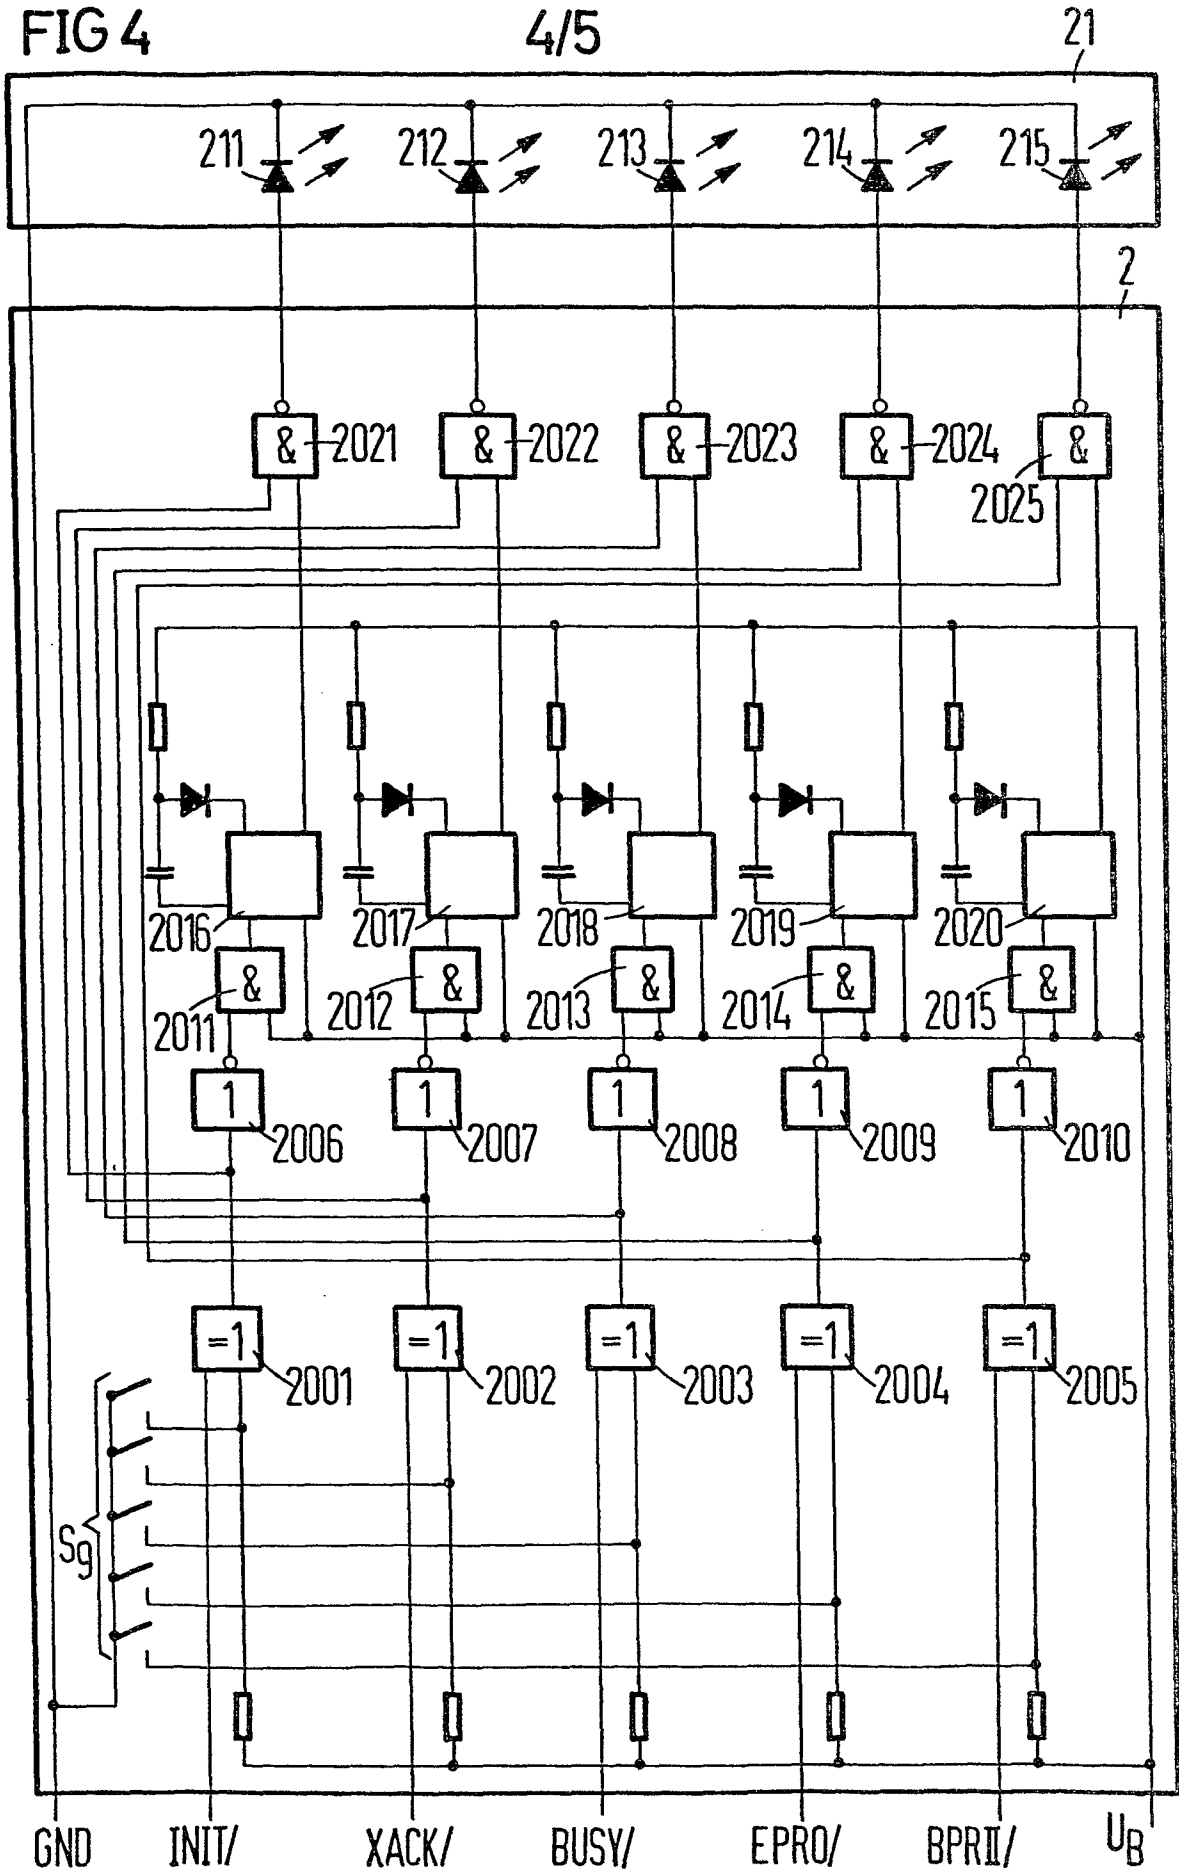 FIG 4 4/5
21
211 212 213 214 215
2
& & & & &
2021 2022 2023 2024
2025
2016 2017 2018 2019 2020
& & & & &
2011 2012 2013 2014 2015
1 1 1 1 1
2006 2007 2008 2009 2010
=1 =1 =1 =1 =1
2001 2002 2003 2004 2005
Sg
GND INIT/ XACK/ BUSY/ EPRO/ BPRII/ UB